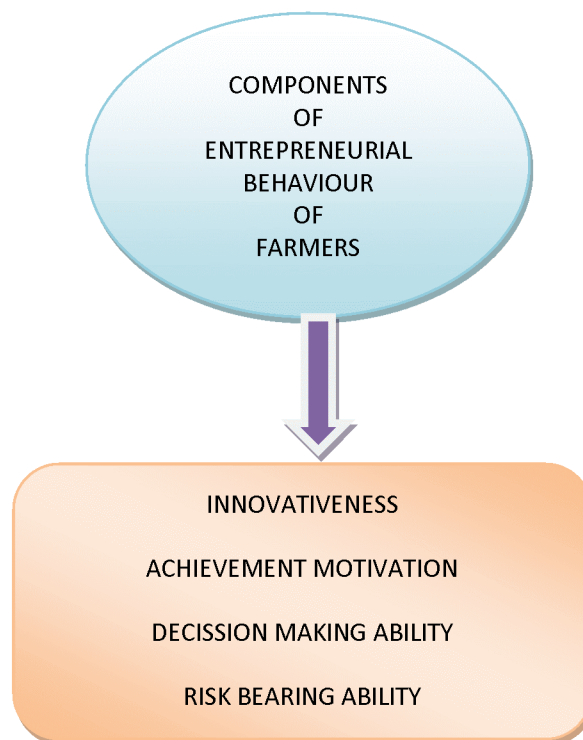 COMPONENTS
OF
ENTREPRENEURIAL
BEHAVIOUR
OF
FARMERS
INNOVATIVENESS
ACHIEVEMENT MOTIVATION
DECISSION MAKING ABILITY
RISK BEARING ABILITY